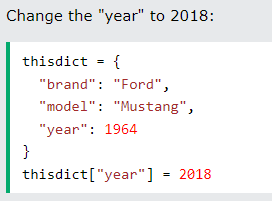 Change the "year" to 2018:
thisdict = {
  "brand": "Ford",
  "model": "Mustang",
  "year": 1964
}
thisdict["year"] = 2018